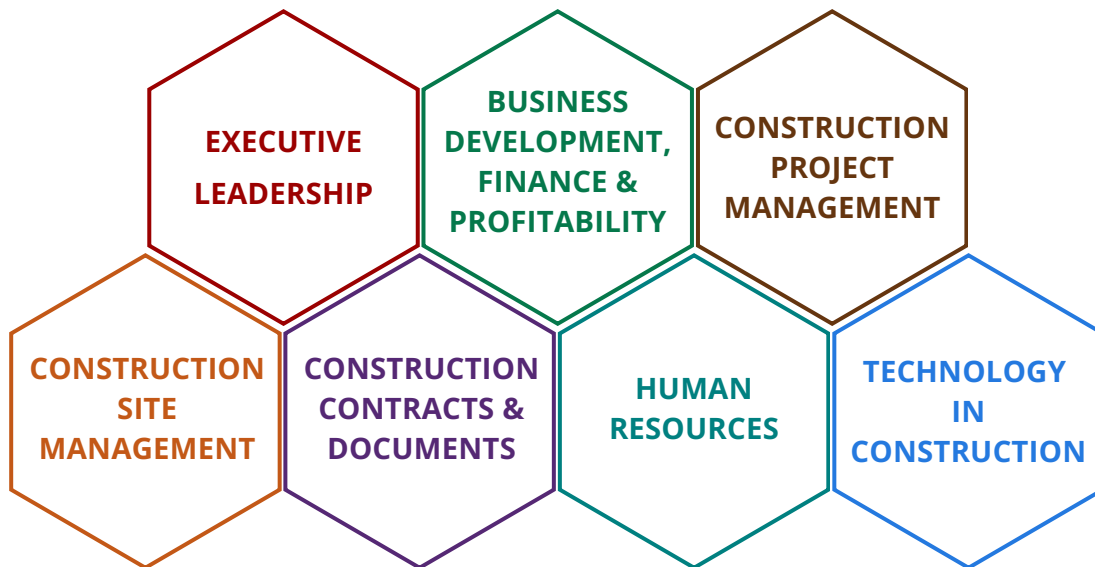 EXECUTIVE
LEADERSHIP
BUSINESS
DEVELOPMENT,
FINANCE &
PROFITABILITY
CONSTRUCTION
PROJECT
MANAGEMENT
CONSTRUCTION
SITE
MANAGEMENT
CONSTRUCTION
CONTRACTS &
DOCUMENTS
HUMAN
RESOURCES
TECHNOLOGY
IN
CONSTRUCTION